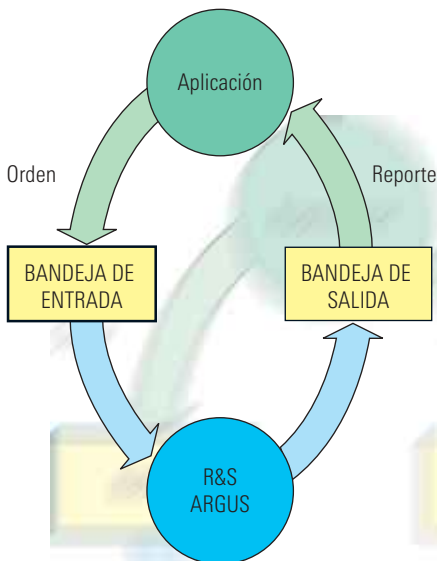 Aplicación
Orden
Reporte
BANDEJA DE
ENTRADA
BANDEJA DE
SALIDA
R&S
ARGUS